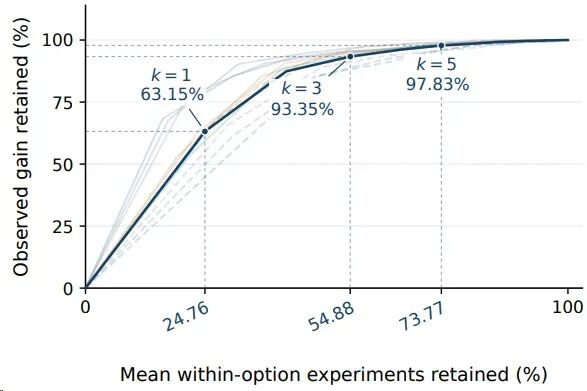 Observed gain retained (%)
100
75
50
25
0
k = 1
63.15%
k = 3
93.35%
k = 5
97.83%
0
24.76
54.88
73.77
100
Mean within-option experiments retained (%)